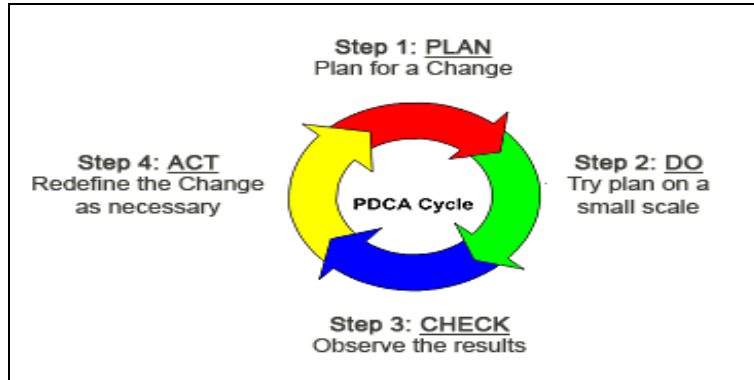 Step 1: PLAN
Plan for a Change
Step 4: ACT
Redefine the Change
as necessary
PDCA Cycle
Step 2: DO
Try plan on a
small scale
Step 3: CHECK
Observe the results